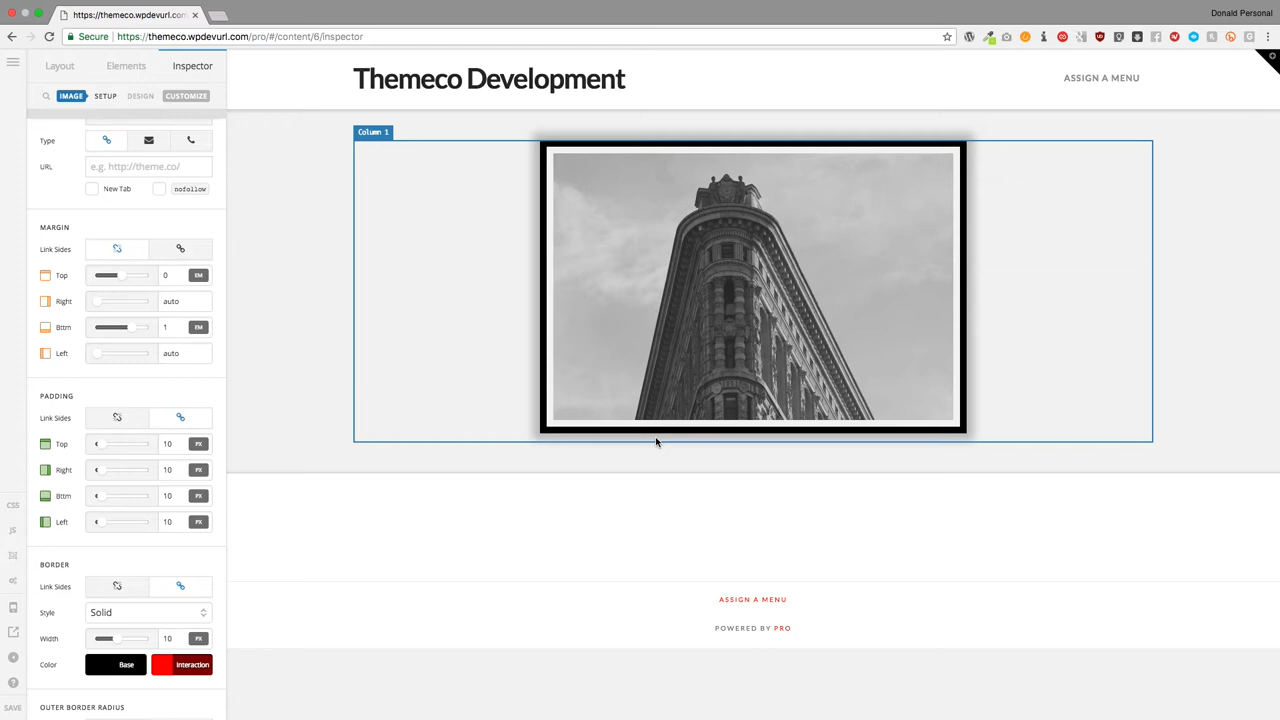 https://themeco.wpdevurl.com/
Donald Personal
Secure
https://themeco.wpdevurl.com/pro/#/content/6/inspector
Layout
Elements
Inspector
IMAGE
SETUP
DESIGN
CUSTOMIZE
Themeco Development
ASSIGN A MENU
Column 1
Type
URL
e.g. http://theme.co/
New Tab
nofollow
MARGIN
Link Sides
Top
0
EM
Right
auto
Bttm
1
EM
Left
auto
PADDING
Link Sides
Top
10
PX
Right
10
PX
Bttm
10
PX
Left
10
PX
BORDER
Link Sides
Style
Solid
Width
10
PX
Color
Base
Interaction
OUTER BORDER RADIUS
CSS
JS
SAVE
ASSIGN A MENU
POWERED BY PRO